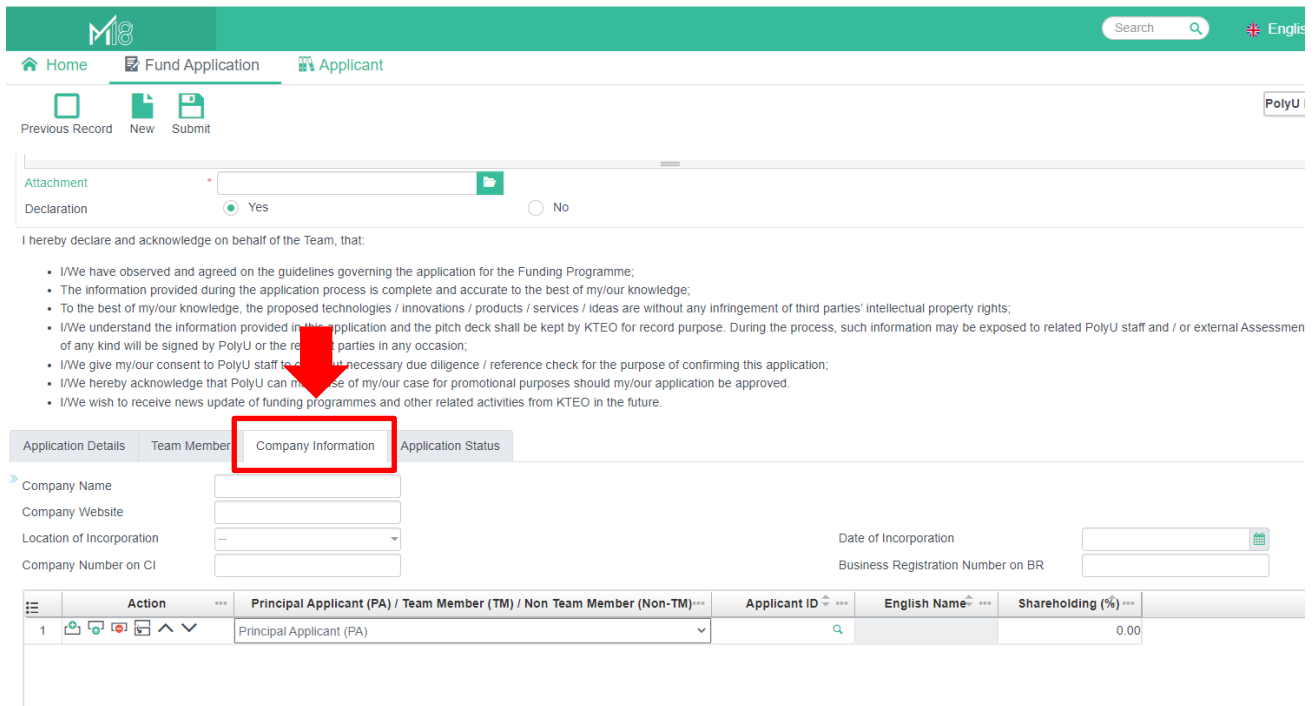 M18
Search
Englis
Home Fund Application Applicant
Previous Record New Submit
PolyU
Attachment *
Declaration Yes No
I hereby declare and acknowledge on behalf of the Team, that:
• I/We have observed and agreed on the guidelines governing the application for the Funding Programme;
• The information provided during the application process is complete and accurate to the best of my/our knowledge;
• To the best of my/our knowledge, the proposed technologies / innovations / products / services / ideas are without any infringement of third parties' intellectual property rights;
• I/We understand the information provided in this application and the pitch deck shall be kept by KTEO for record purpose. During the process, such information may be exposed to related PolyU staff and / or external Assessmen
of any kind will be signed by PolyU or the re t parties in any occasion;
• I/We give my/our consent to PolyU staff to c ut necessary due diligence / reference check for the purpose of confirming this application;
• I/We hereby acknowledge that PolyU can m se of my/our case for promotional purposes should my/our application be approved.
• I/We wish to receive news update of funding programmes and other related activities from KTEO in the future.
Application Details Team Member Company Information Application Status
Company Name
Company Website
Location of Incorporation -- Date of Incorporation
Company Number on CI Business Registration Number on BR
Action Principal Applicant (PA) / Team Member (TM) / Non Team Member (Non-TM) Applicant ID English Name Shareholding (%)
1 Principal Applicant (PA) 0.00